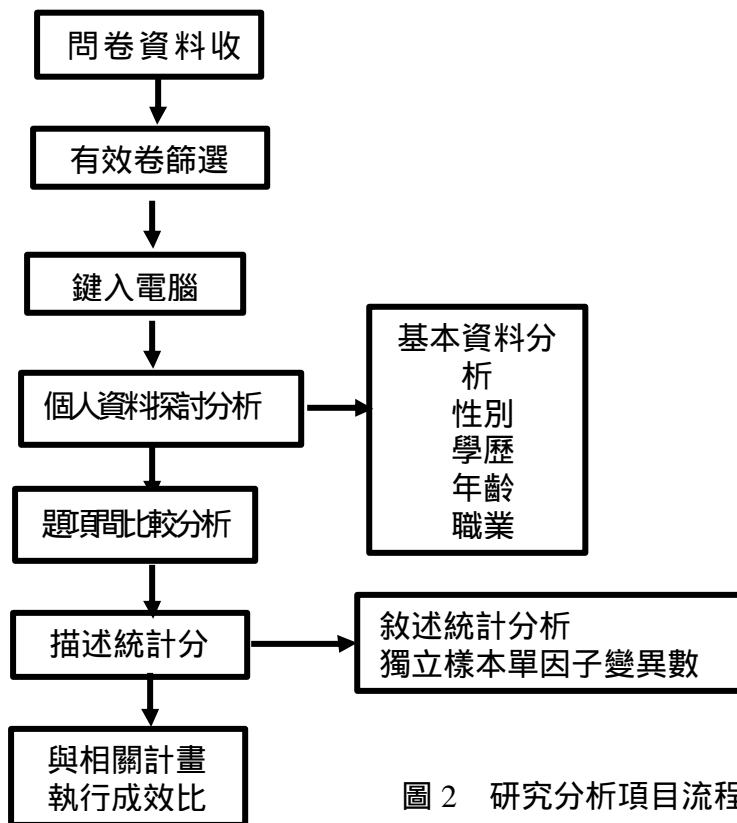 問卷資料收
有效卷篩選
鍵入電腦
個人資料探討分析
基本資料分
析
性別
學歷
年齡
職業
題項間比較分析
描述統計分
敘述統計分析
獨立樣本單因子變異數
與相關計畫
執行成效比
圖 2　研究分析項目流程